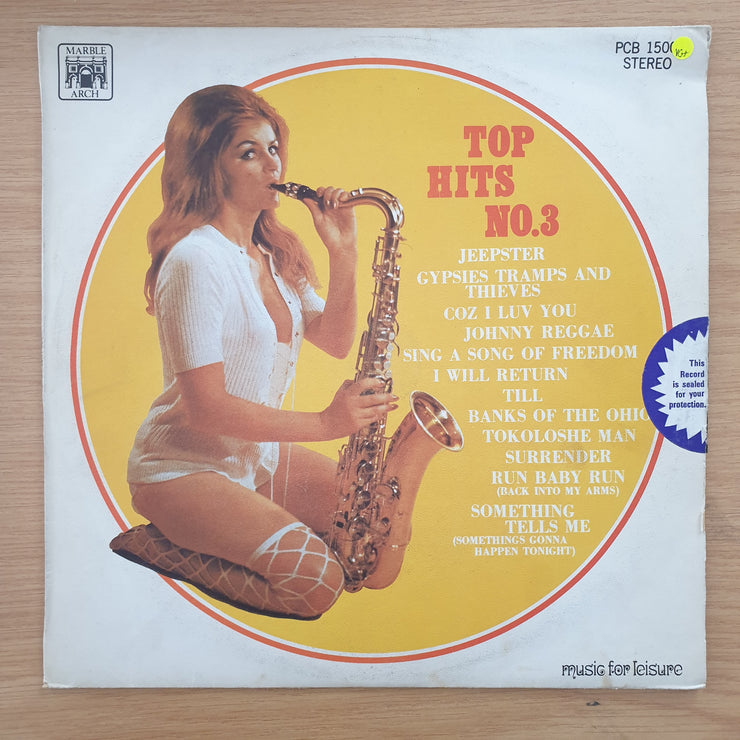 MARBLE
ARCH
PCB 150
VG+
STEREO
TOP
HITS
NO.3
JEEPSTER
GYPSIES TRAMPS AND
THIEVES
COZ I LUV YOU
JOHNNY REGGAE
SING A SONG OF FREEDOM
I WILL RETURN
TILL
BANKS OF THE OHIO
TOKOLOSHE MAN
SURRENDER
RUN BABY RUN
(BACK INTO MY ARMS)
SOMETHING
TELLS ME
(SOMETHINGS GONNA
HAPPEN TONIGHT)
This
Record
is sealed
for your
protection.
music for leisure